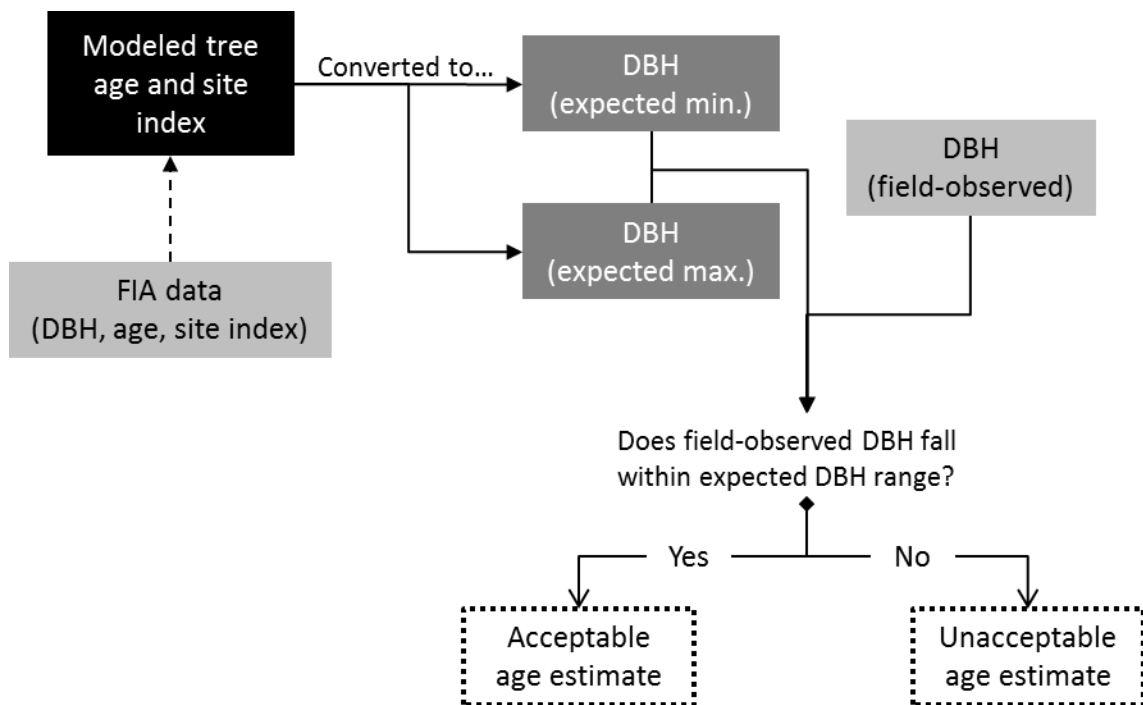 Modeled tree
age and site
index
Converted to...
DBH
(expected min.)
DBH
(field-observed)
DBH
(expected max.)
FIA data
(DBH, age, site index)
Does field-observed DBH fall
within expected DBH range?
Yes
No
Acceptable
age estimate
Unacceptable
age estimate